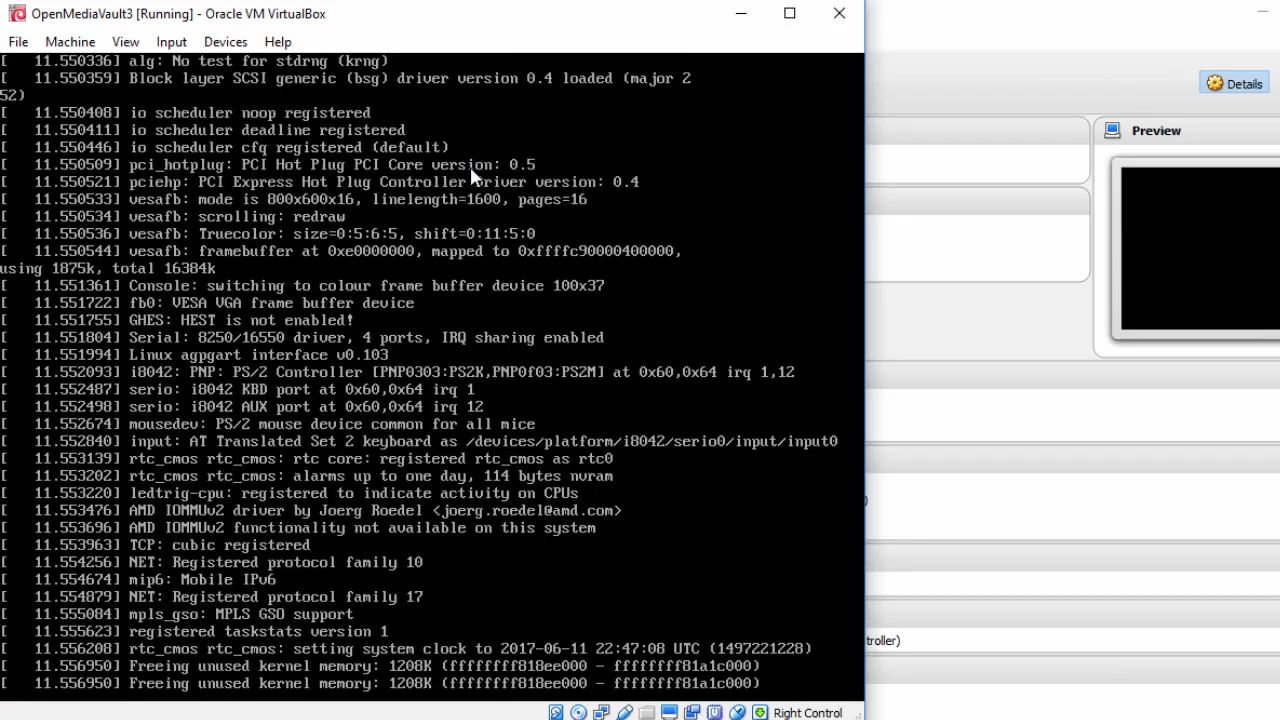 OpenMediaVault3 [Running] - Oracle VM VirtualBox
File Machine View Input Devices Help
[   11.550336] alg: No test for stdrng (krng)
[   11.550359] Block layer SCSI generic (bsg) driver version 0.4 loaded (major 2
52)
[   11.550408] io scheduler noop registered
[   11.550411] io scheduler deadline registered
[   11.550446] io scheduler cfq registered (default)
[   11.550509] pci_hotplug: PCI Hot Plug PCI Core version: 0.5
[   11.550521] pciehp: PCI Express Hot Plug Controller Driver version: 0.4
[   11.550533] vesafb: mode is 800x600x16, linelength=1600, pages=16
[   11.550534] vesafb: scrolling: redraw
[   11.550536] vesafb: Truecolor: size=0:5:6:5, shift=0:11:5:0
[   11.550544] vesafb: framebuffer at 0xe0000000, mapped to 0xffffc90000400000,
using 1875k, total 16384k
[   11.551361] Console: switching to colour frame buffer device 100x37
[   11.551722] fb0: VESA VGA frame buffer device
[   11.551755] GHES: HEST is not enabled!
[   11.551804] Serial: 8250/16550 driver, 4 ports, IRQ sharing enabled
[   11.551994] Linux agpgart interface v0.103
[   11.552093] i8042: PNP: PS/2 Controller [PNP0303:PS2K,PNP0f03:PS2M] at 0x60,0x64 irq 1,12
[   11.552487] serio: i8042 KBD port at 0x60,0x64 irq 1
[   11.552498] serio: i8042 AUX port at 0x60,0x64 irq 12
[   11.552674] mousedev: PS/2 mouse device common for all mice
[   11.552840] input: AT Translated Set 2 keyboard as /devices/platform/i8042/serio0/input/input0
[   11.553139] rtc_cmos rtc_cmos: rtc core: registered rtc_cmos as rtc0
[   11.553202] rtc_cmos rtc_cmos: alarms up to one day, 114 bytes nvram
[   11.553220] ledtrig-cpu: registered to indicate activity on CPUs
[   11.553476] AMD IOMMUv2 driver by Joerg Roedel <joerg.roedel@amd.com>
[   11.553696] AMD IOMMUv2 functionality not available on this system
[   11.553963] TCP: cubic registered
[   11.554256] NET: Registered protocol family 10
[   11.554674] mip6: Mobile IPv6
[   11.554879] NET: Registered protocol family 17
[   11.555084] mpls_gso: MPLS GSO support
[   11.555623] registered taskstats version 1
[   11.556208] rtc_cmos rtc_cmos: setting system clock to 2017-06-11 22:47:08 UTC (1497221228)
[   11.556950] Freeing unused kernel memory: 1208K (ffffffff818ee000 - ffffffff81a1c000)
[   11.556950] Freeing unused kernel memory: 1208K (ffffffff818ee000 - ffffffff81a1c000)
Right Control
Details
Preview
troller)